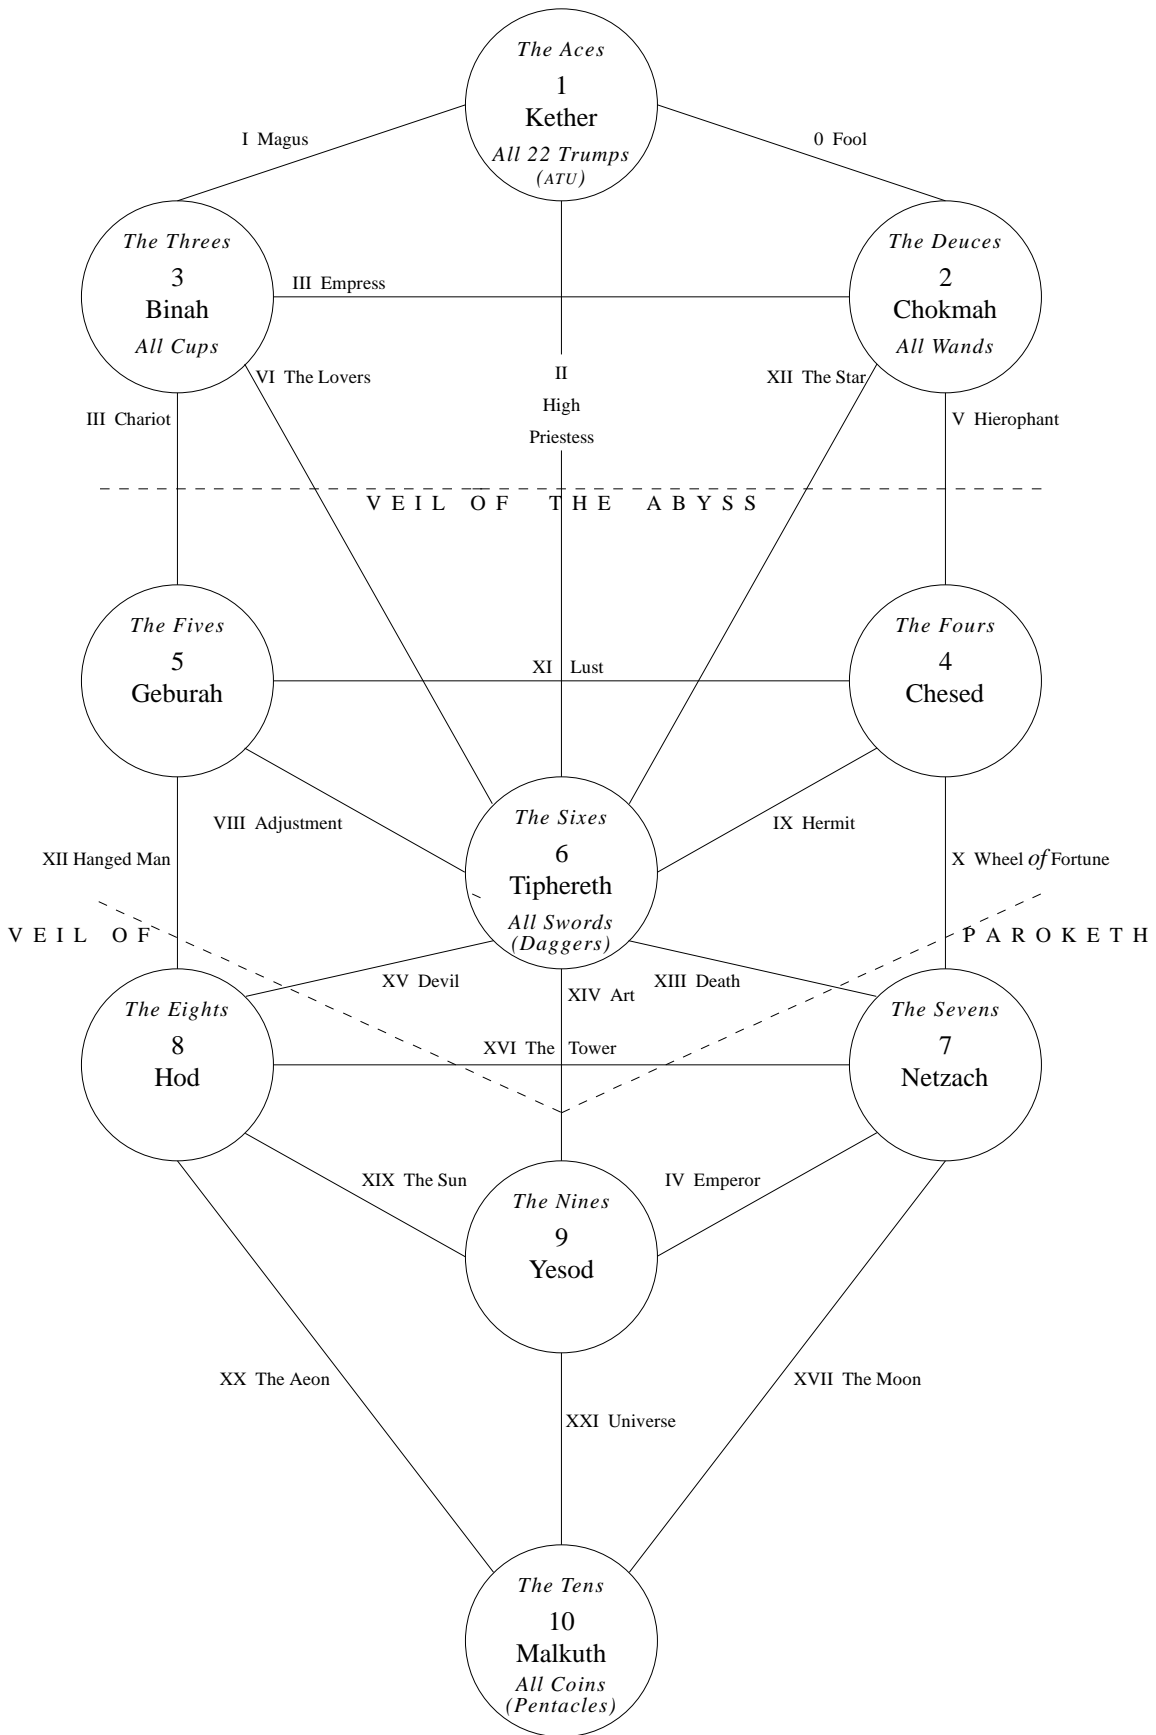 The Aces
1
Kether
All 22 Trumps
(ATU)
I Magus
0 Fool
The Threes
3
Binah
All Cups
The Deuces
2
Chokmah
All Wands
III Empress
VI The Lovers
II
High
Priestess
XII The Star
III Chariot
V Hierophant
VEIL OF THE ABYSS
The Fives
5
Geburah
The Fours
4
Chesed
XI Lust
VIII Adjustment
IX Hermit
The Sixes
6
Tiphereth
All Swords
(Daggers)
XII Hanged Man
X Wheel of Fortune
VEIL OF
PAROKETH
XV Devil
XIV Art
XIII Death
The Eights
8
Hod
The Sevens
7
Netzach
XVI The Tower
XIX The Sun
IV Emperor
The Nines
9
Yesod
XX The Aeon
XVII The Moon
XXI Universe
The Tens
10
Malkuth
All Coins
(Pentacles)